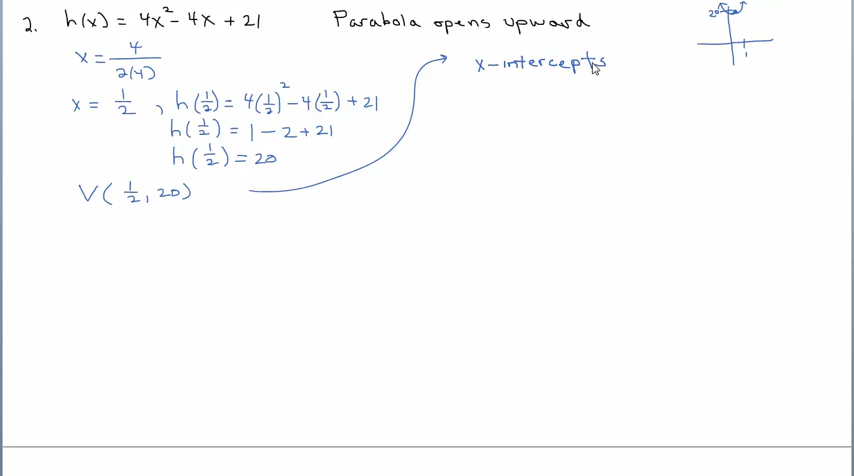 2. h(x) = 4x² - 4x + 21 Parabola opens upward
x = 4 / 2(4)
x = 1/2 , h(1/2) = 4(1/2)² - 4(1/2) + 21
h(1/2) = 1 - 2 + 21
h(1/2) = 20
V(1/2, 20)
x-intercepts
20
1